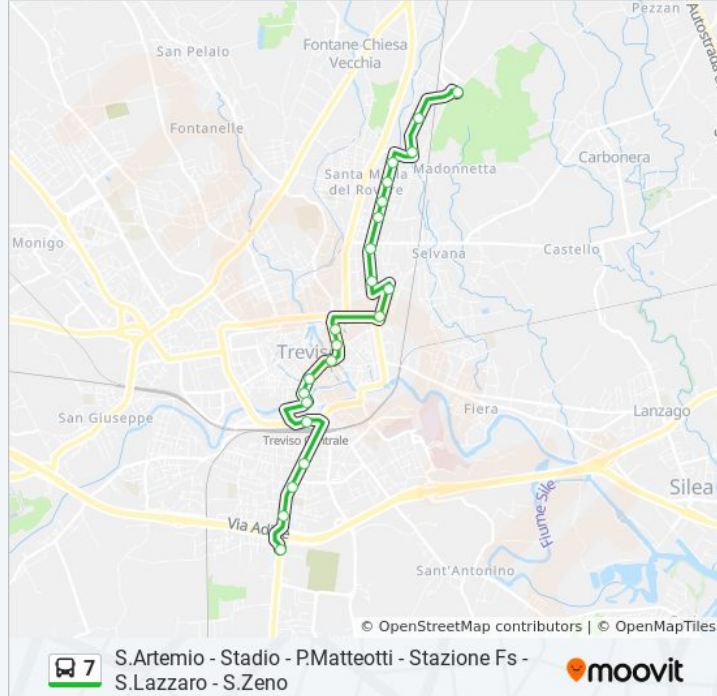 Pezzan
Autostrada
San Pelaio
Fontane Chiesa
Vecchia
Fontanelle
Carbonera
Santa Maria
del Rovere
Madonnetta
Monigo
Selvana
Castello
Treviso
San Giuseppe
Fiera
Lanzago
Treviso Centrale
Silea
Fiume Sile
Via
Sant'Antonino
© OpenStreetMap contributors | © OpenMapTiles
7
S.Artemio - Stadio - P.Matteotti - Stazione Fs -
S.Lazzaro - S.Zeno
moovit